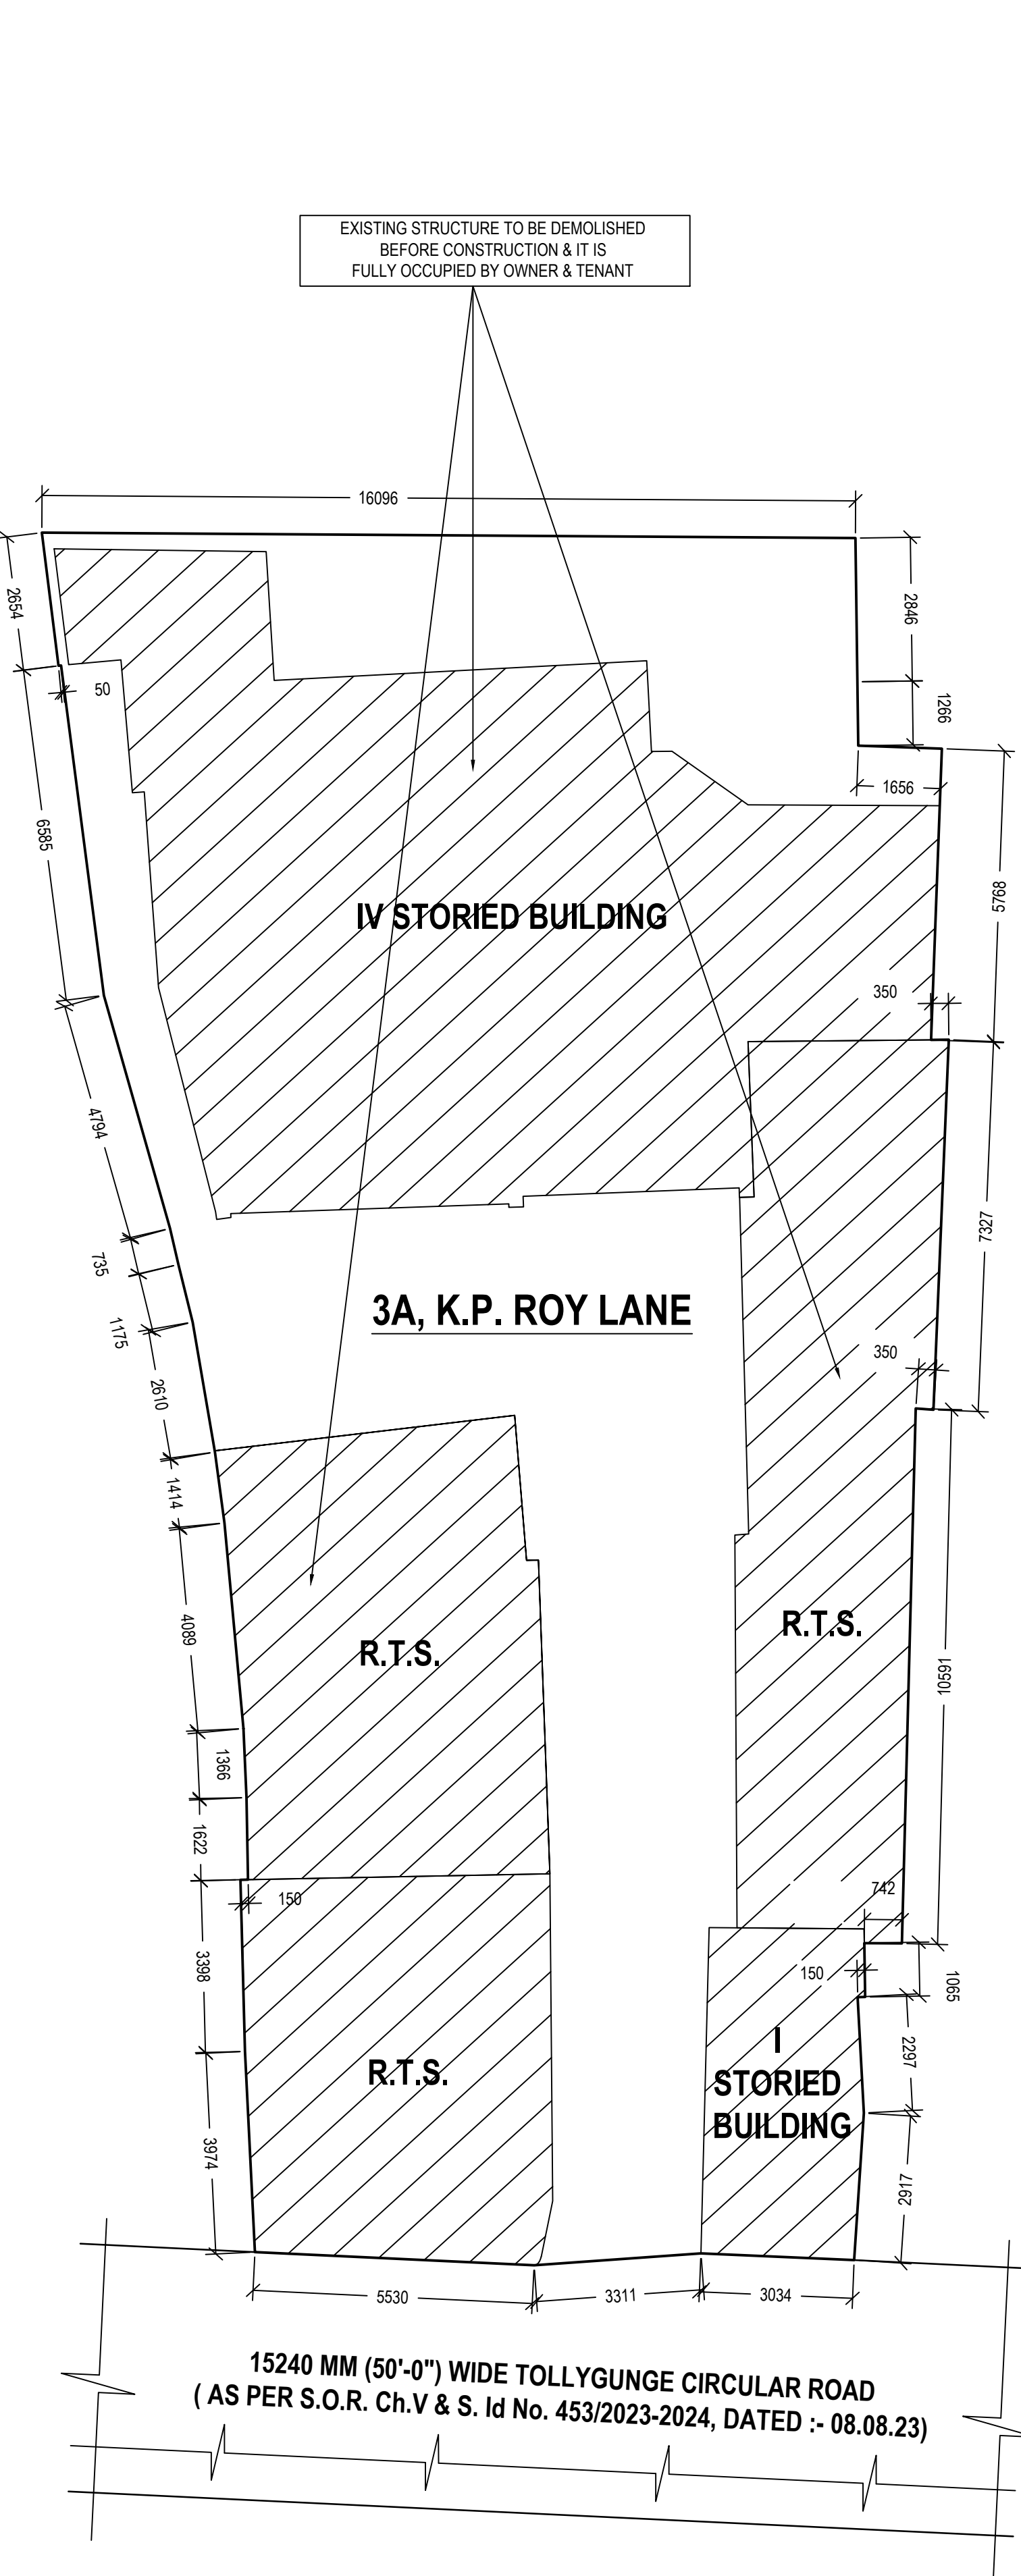 EXISTING STRUCTURE TO BE DEMOLISHED
BEFORE CONSTRUCTION & IT IS
FULLY OCCUPIED BY OWNER & TENANT
16096
2654
2846
50
1266
1656
6585
5768
IV STORIED BUILDING
350
4794
7327
735
3A, K.P. ROY LANE
1175
350
2610
1414
4089
R.T.S.
R.T.S.
10591
1366
1622
742
150
3398
150
1065
I
STORIED
BUILDING
2297
R.T.S.
3974
2917
5530
3311
3034
15240 MM (50'-0") WIDE TOLLYGUNGE CIRCULAR ROAD
( AS PER S.O.R. Ch.V & S. Id No. 453/2023-2024, DATED :- 08.08.23)